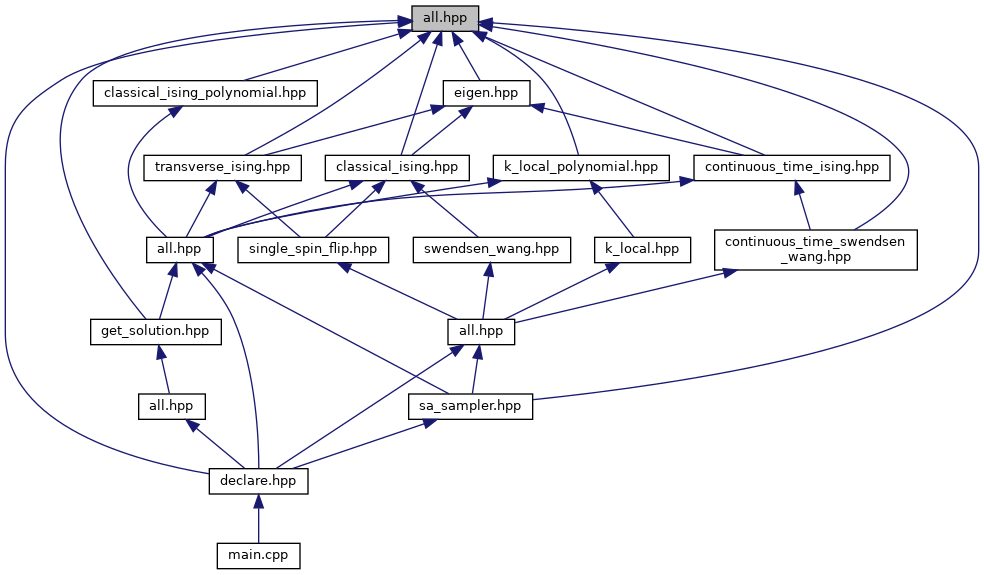 all.hpp
classical_ising_polynomial.hpp
eigen.hpp
transverse_ising.hpp
classical_ising.hpp
k_local_polynomial.hpp
continuous_time_ising.hpp
all.hpp
single_spin_flip.hpp
swendsen_wang.hpp
k_local.hpp
continuous_time_swendsen
_wang.hpp
get_solution.hpp
all.hpp
all.hpp
sa_sampler.hpp
declare.hpp
main.cpp